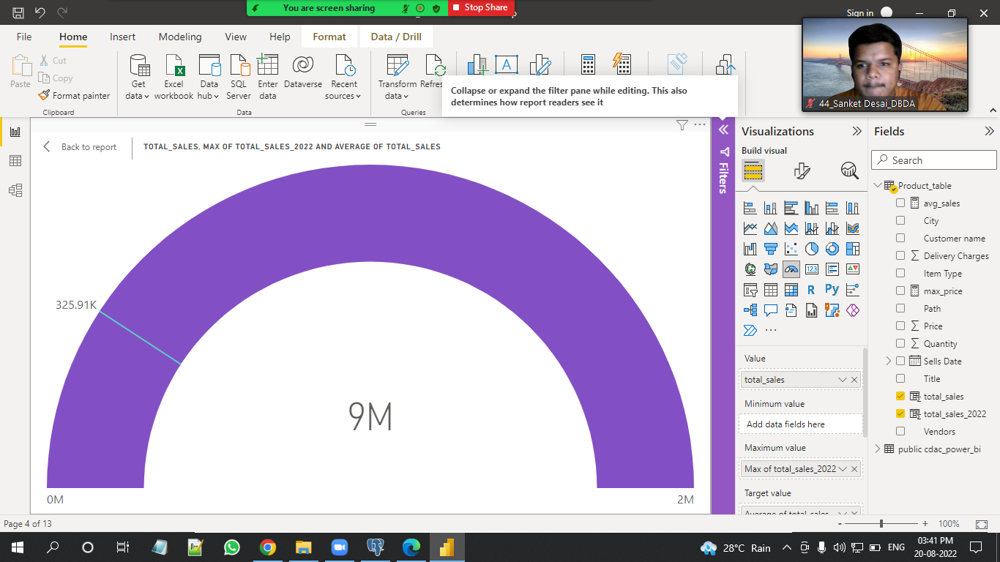 You are screen sharing
Stop Share
Sign in
File
Home
Insert
Modeling
View
Help
Format
Data / Drill
Paste
Cut
Copy
Format painter
Clipboard
Get data
Excel workbook
Data hub
SQL Server
Enter data
Dataverse
Recent sources
Data
Transform data
Refres
Queries
Collapse or expand the filter pane while editing. This also
determines how report readers see it
44_Sanket Desai_DBDA
Back to report
TOTAL_SALES, MAX OF TOTAL_SALES_2022 AND AVERAGE OF TOTAL_SALES
325.91K
9M
0M
2M
Filters
Visualizations
Build visual
123
R
Py
Value
total_sales
Minimum value
Add data fields here
Maximum value
Max of total_sales_2022
Target value
Average of total_sales
Fields
Search
Product_table
avg_sales
City
Customer name
Delivery Charges
Item Type
max_price
Path
Price
Quantity
Sells Date
Title
total_sales
total_sales_2022
Vendors
public cdac_power_bi
Page 4 of 13
- + 100%
28°C Rain
ENG
03:41 PM
20-08-2022